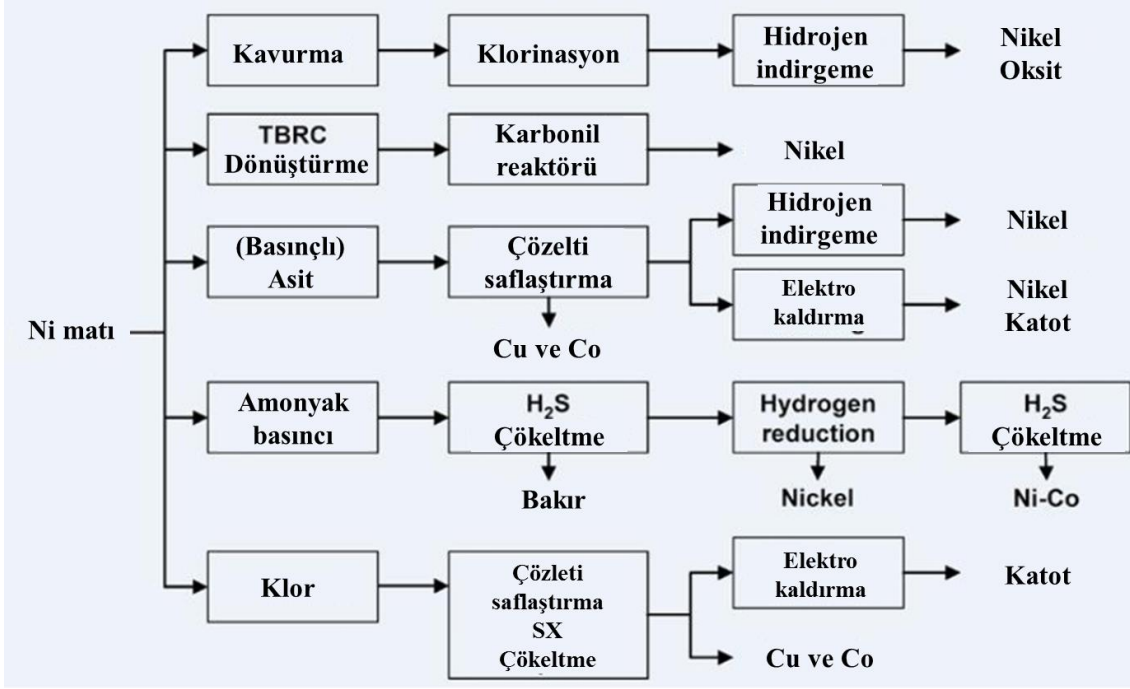 Kavurma
Klorinasyon
Hidrojen
indirgeme
Nikel
Oksit
TBRC
Dönüştürme
Karbonil
reaktörü
Nikel
(Basınçlı)
Asit
Çözelti
saflaştırma
Hidrojen
indirgeme
Nikel
Elektro
kaldırma
Nikel
Katot
Cu ve Co
Ni matı
Amonyak
basıncı
H₂S
Çökeltme
Hydrogen
reduction
H₂S
Çökeltme
Bakır
Nickel
Ni-Co
Klor
Çözleti
saflaştırma
SX
Çökeltme
Elektro
kaldırma
Katot
Cu ve Co